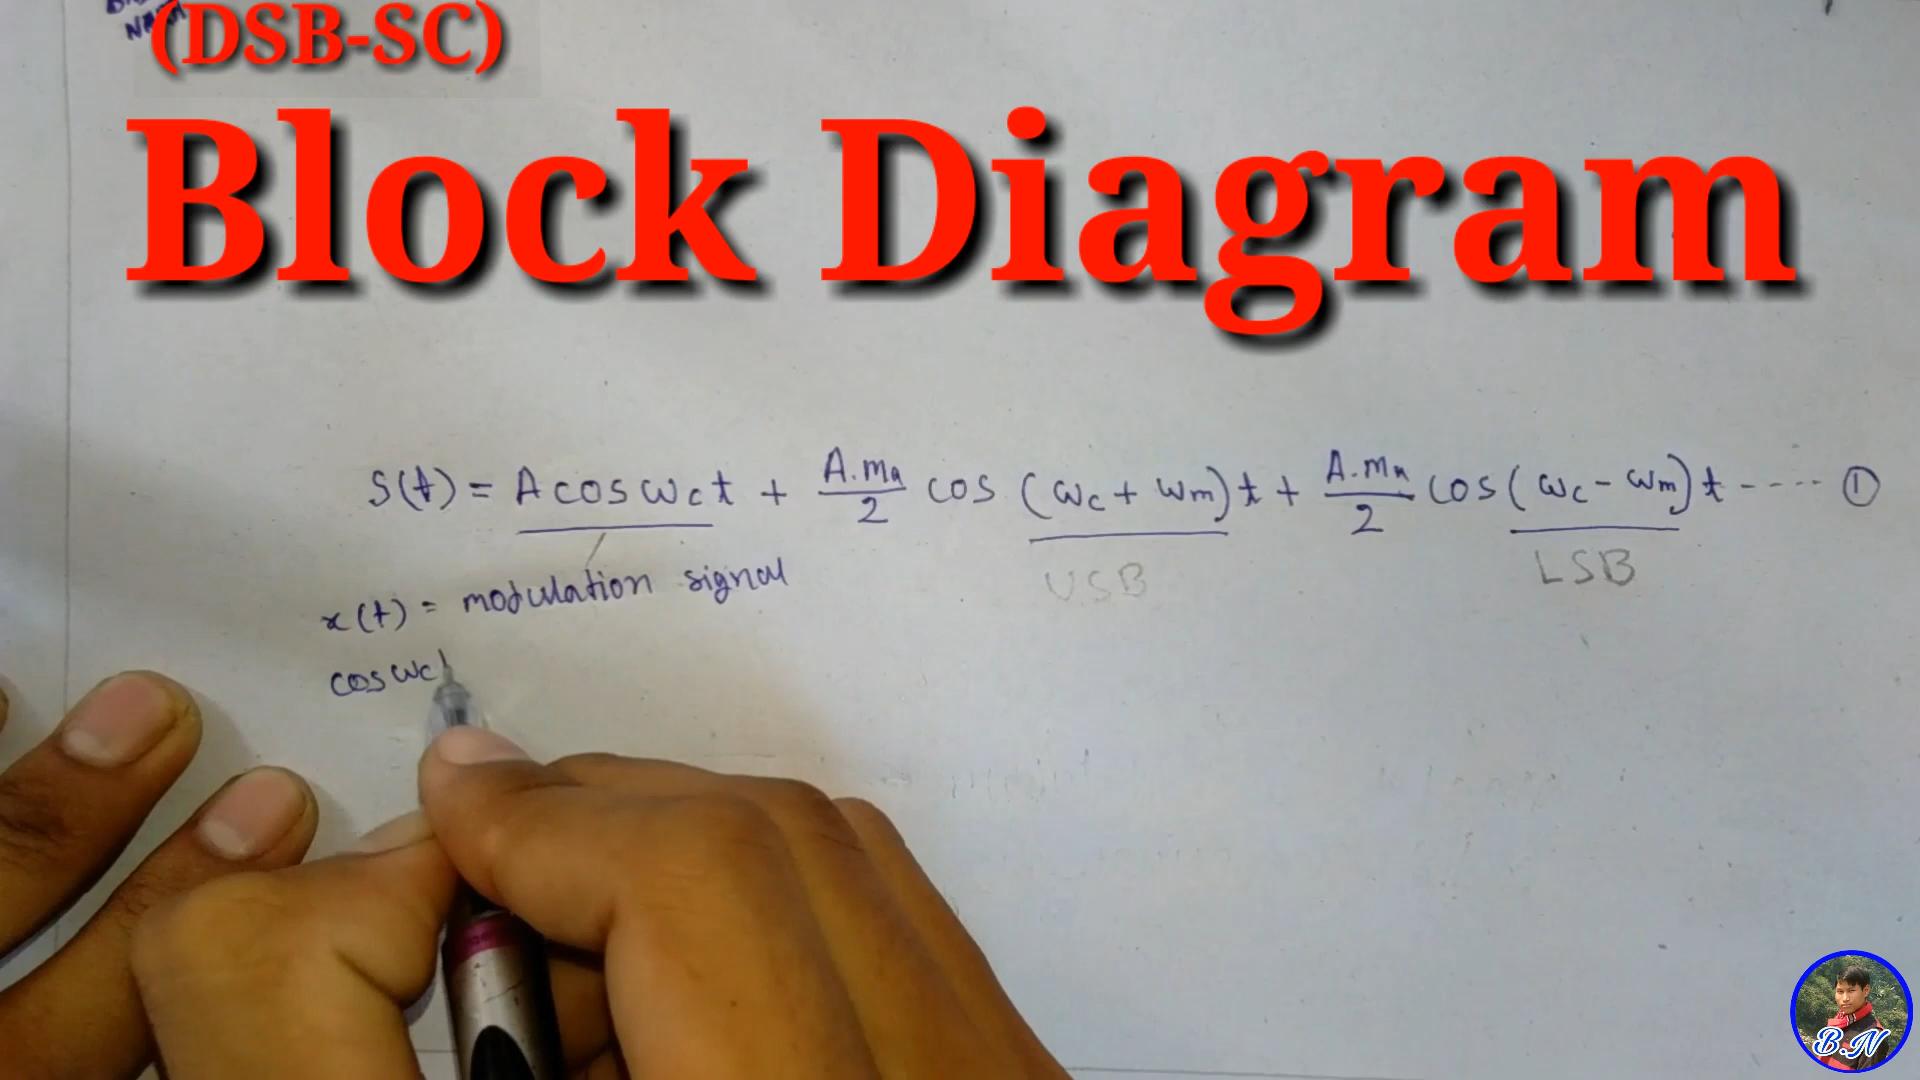 (DSB-SC)
Block Diagram
S(t) = A cos ωct + A.ma/2 cos (ωc + ωm)t + A.ma/2 cos (ωc - ωm)t ----- ①
USB
LSB
x(t) = modulation signal
cos ωc
B.N